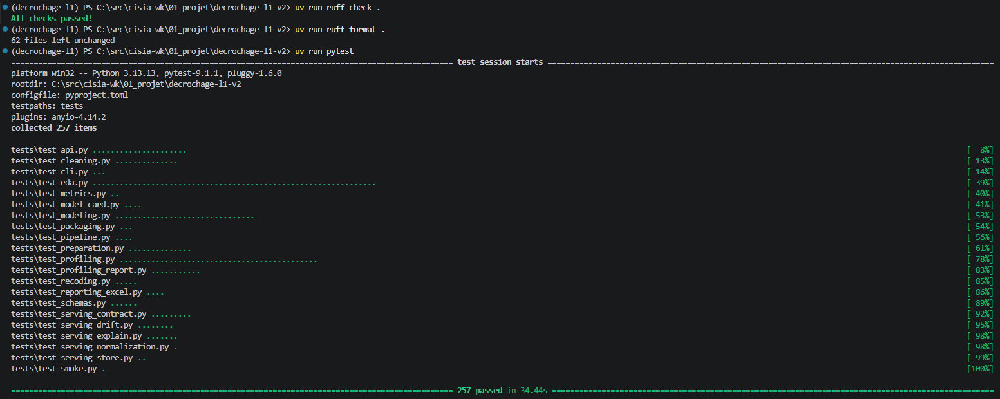 (decrochage-l1) PS C:\src\cisia-wk\01_projet\decrochage-l1-v2> uv run ruff check .
All checks passed!
(decrochage-l1) PS C:\src\cisia-wk\01_projet\decrochage-l1-v2> uv run ruff format .
62 files left unchanged
(decrochage-l1) PS C:\src\cisia-wk\01_projet\decrochage-l1-v2> uv run pytest
================================ test session starts ================================
platform win32 -- Python 3.13.13, pytest-9.1.1, pluggy-1.6.0
rootdir: C:\src\cisia-wk\01_projet\decrochage-l1-v2
configfile: pyproject.toml
testpaths: tests
plugins: anyio-4.14.2
collected 257 items
tests\test_api.py ..................... [  8%]
tests\test_cleaning.py .............. [ 13%]
tests\test_cli.py ... [ 14%]
tests\test_eda.py ............................................................... [ 39%]
tests\test_metrics.py .. [ 40%]
tests\test_model_card.py .... [ 41%]
tests\test_modeling.py ............................... [ 53%]
tests\test_packaging.py ... [ 54%]
tests\test_pipeline.py .... [ 56%]
tests\test_preparation.py .............. [ 61%]
tests\test_profiling.py ............................................ [ 78%]
tests\test_profiling_report.py ........... [ 83%]
tests\test_recoding.py ..... [ 85%]
tests\test_reporting_excel.py .... [ 86%]
tests\test_schemas.py ...... [ 89%]
tests\test_serving_contract.py ......... [ 92%]
tests\test_serving_drift.py ........ [ 95%]
tests\test_serving_explain.py ....... [ 98%]
tests\test_serving_normalization.py . [ 98%]
tests\test_serving_store.py .. [ 99%]
tests\test_smoke.py . [100%]
================================ 257 passed in 34.44s ================================